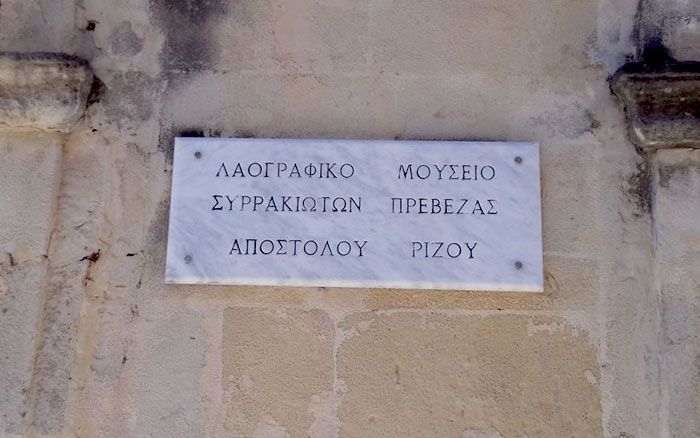 ΛΑΟΓΡΑΦΙΚΟ ΜΟΥΣΕΙΟ
ΣΥΡΡΑΚΙΩΤΩΝ ΠΡΕΒΕΖΑΣ
ΑΠΟΣΤΟΛΟΥ ΡΙΖΟΥ